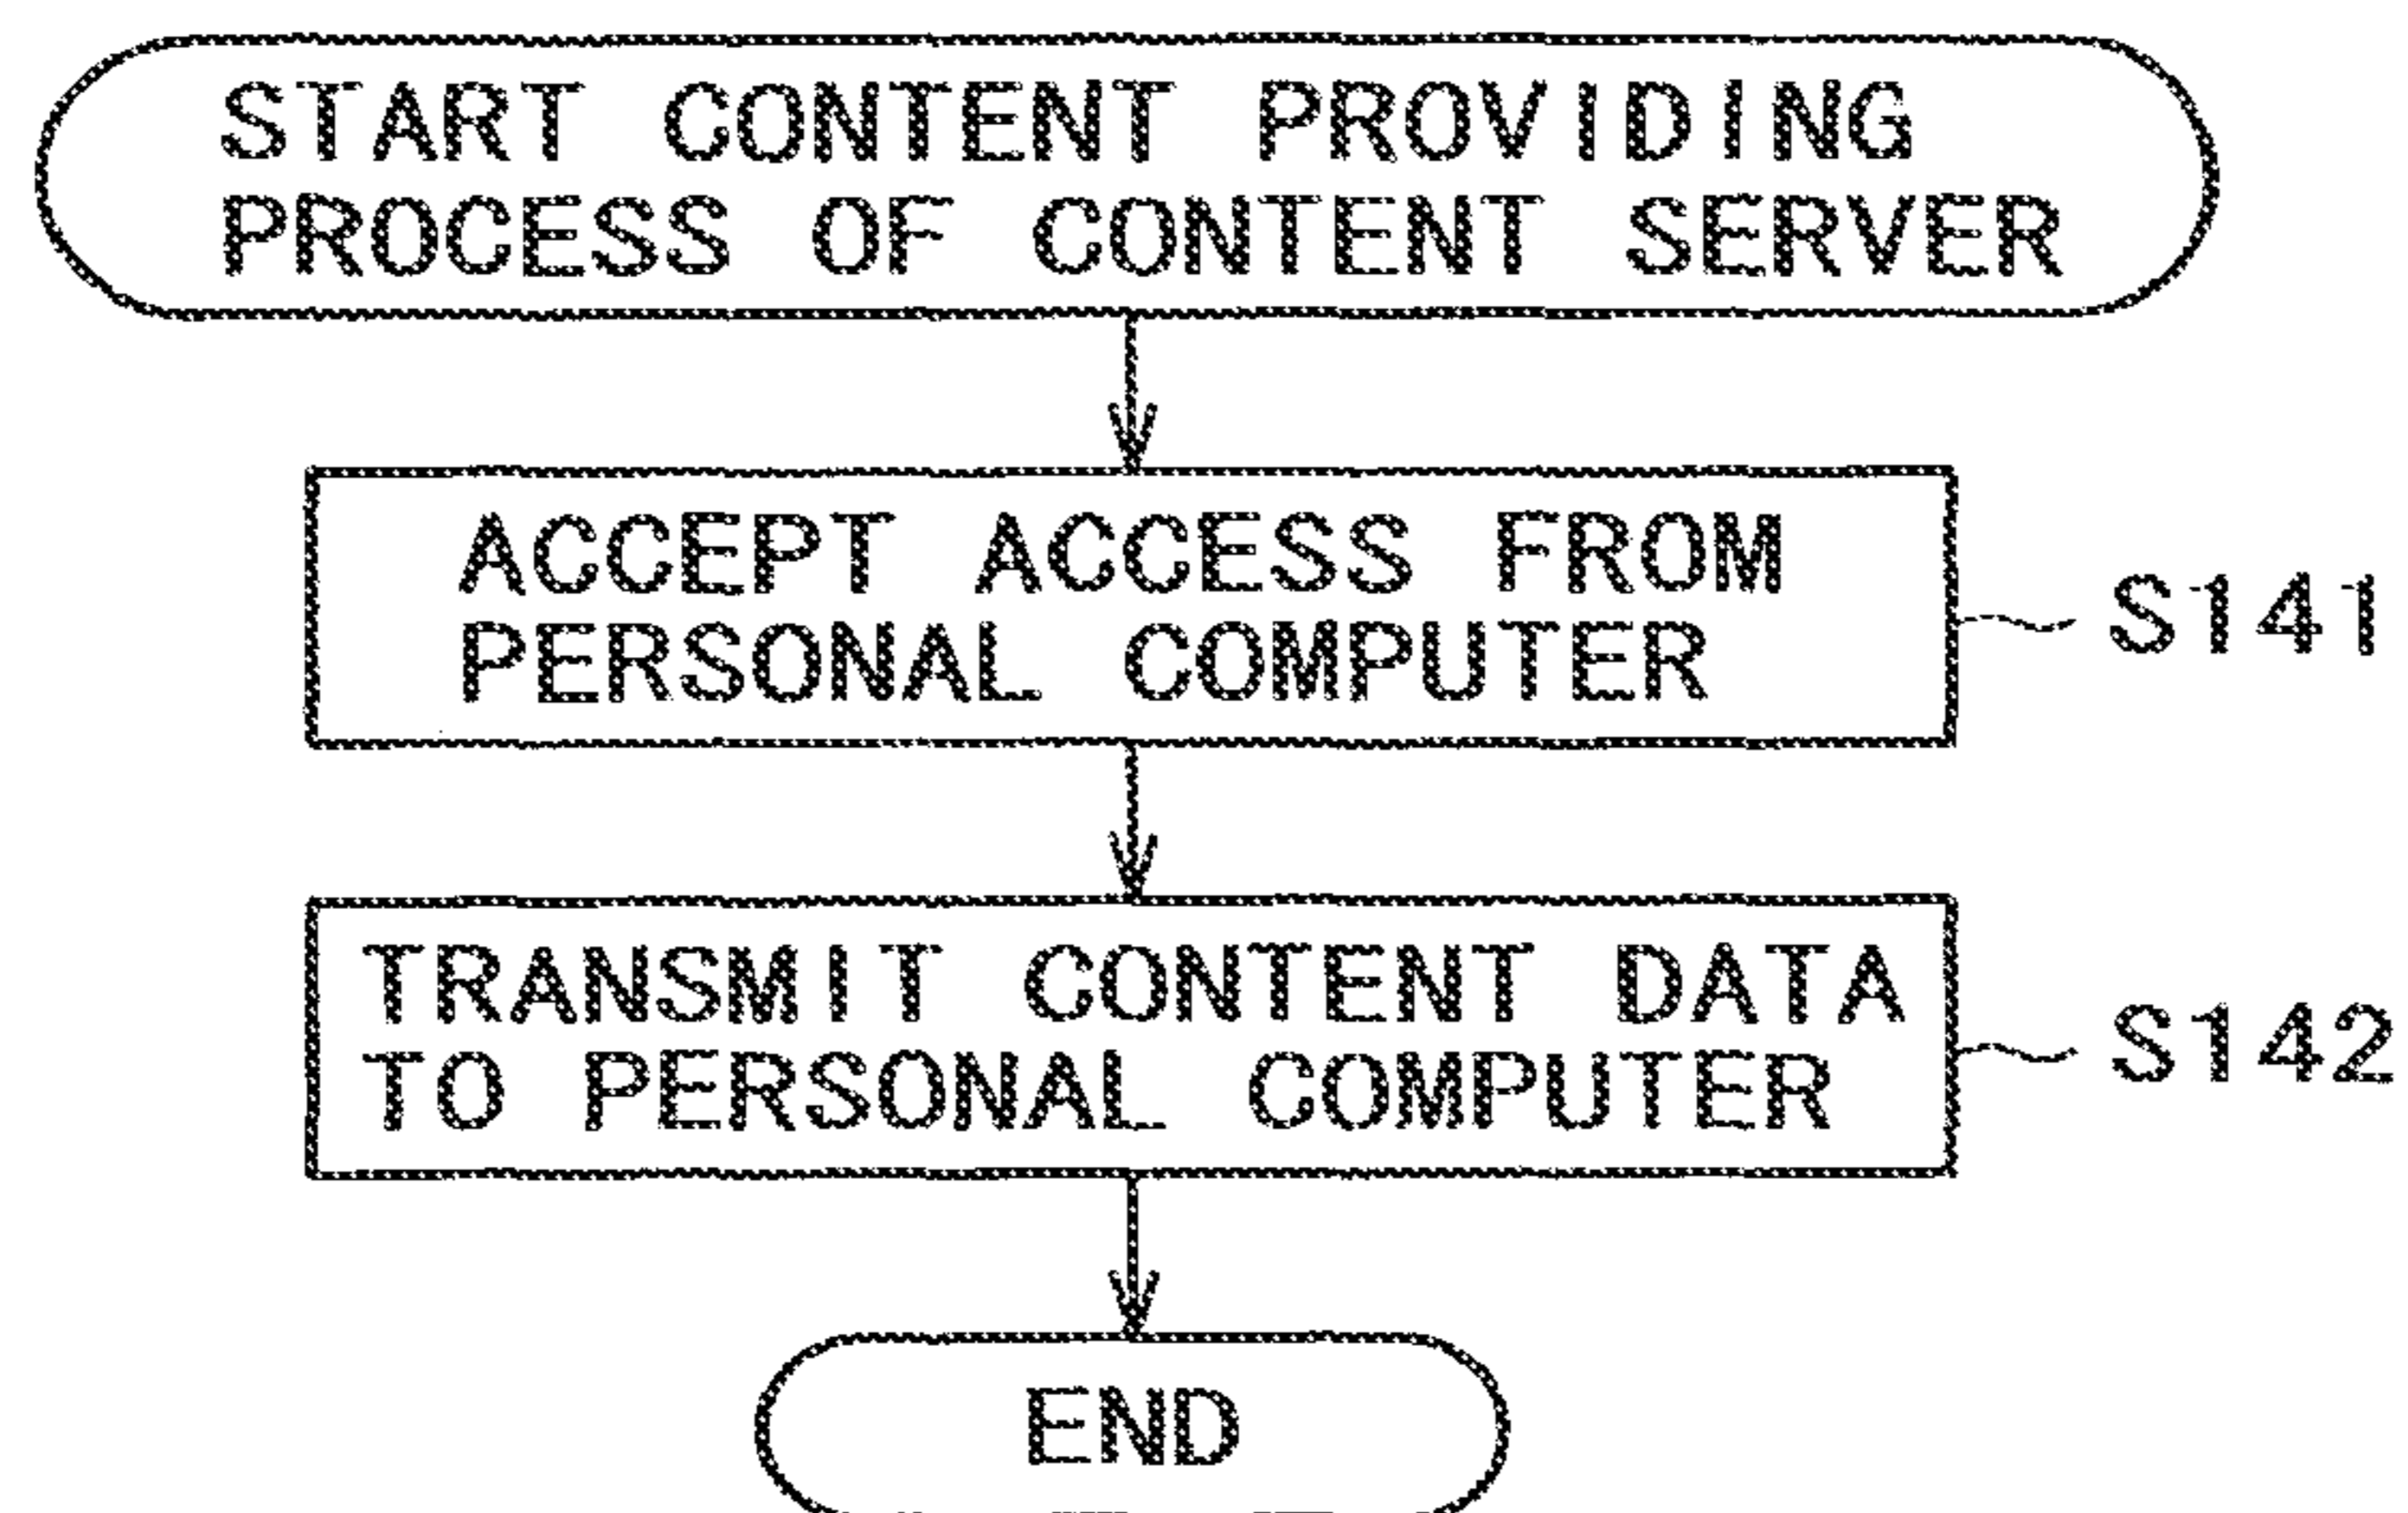 START CONTENT PROVIDING
PROCESS OF CONTENT SERVER
ACCEPT ACCESS FROM
PERSONAL COMPUTER
S141
TRANSMIT CONTENT DATA
TO PERSONAL COMPUTER
S142
END